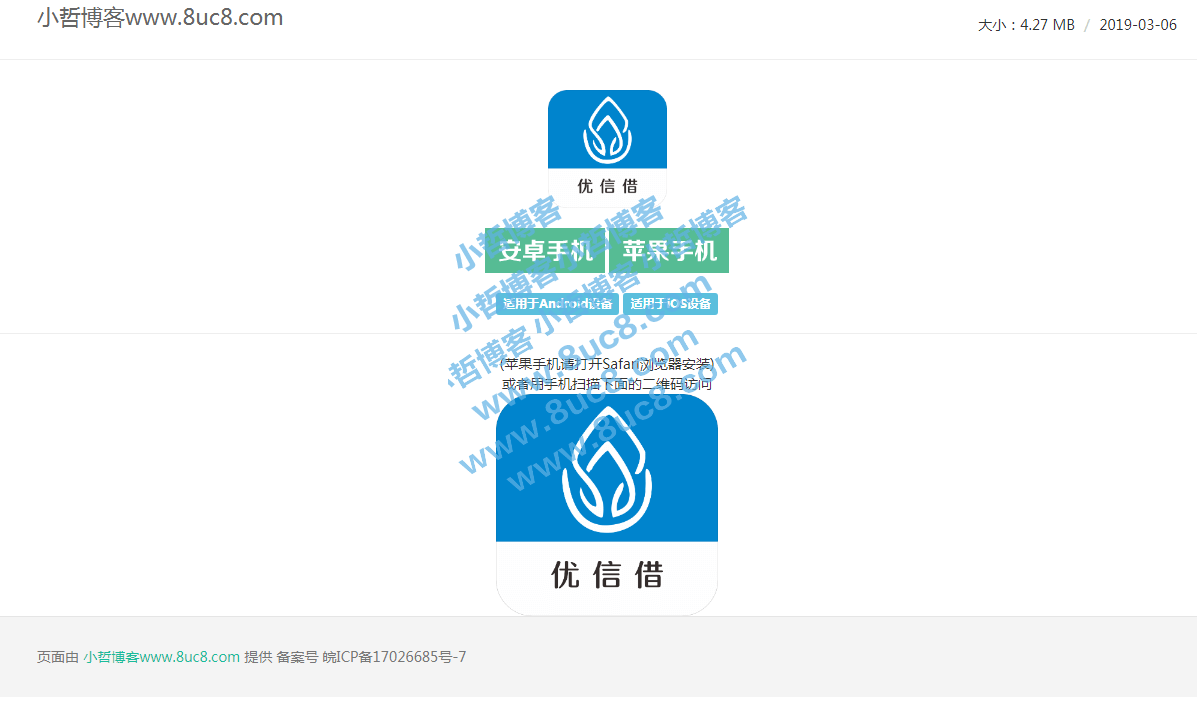 小哲博客www.8uc8.com
大小：4.27 MB / 2019-03-06
优信借
安卓手机 苹果手机
适用于Android设备 适用于iOS设备
(苹果手机请打开Safari浏览器安装)
或者用手机扫描下面的二维码访问
优信借
页面由 小哲博客www.8uc8.com 提供 备案号 皖ICP备17026685号-7
小哲博客
小哲博客
小哲博客
小哲博客
小哲博客
小哲博客
www.8uc8.com
www.8uc8.com
www.8uc8.com